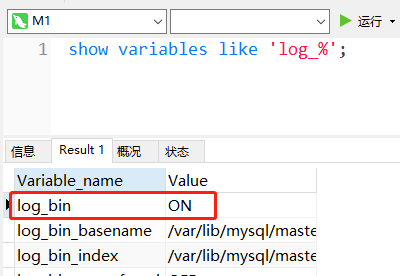 M1
运行
1 show variables like 'log_%';
信息 Result 1 概况 状态
Variable_name Value
log_bin ON
log_bin_basename /var/lib/mysql/maste
log_bin_index /var/lib/mysql/maste